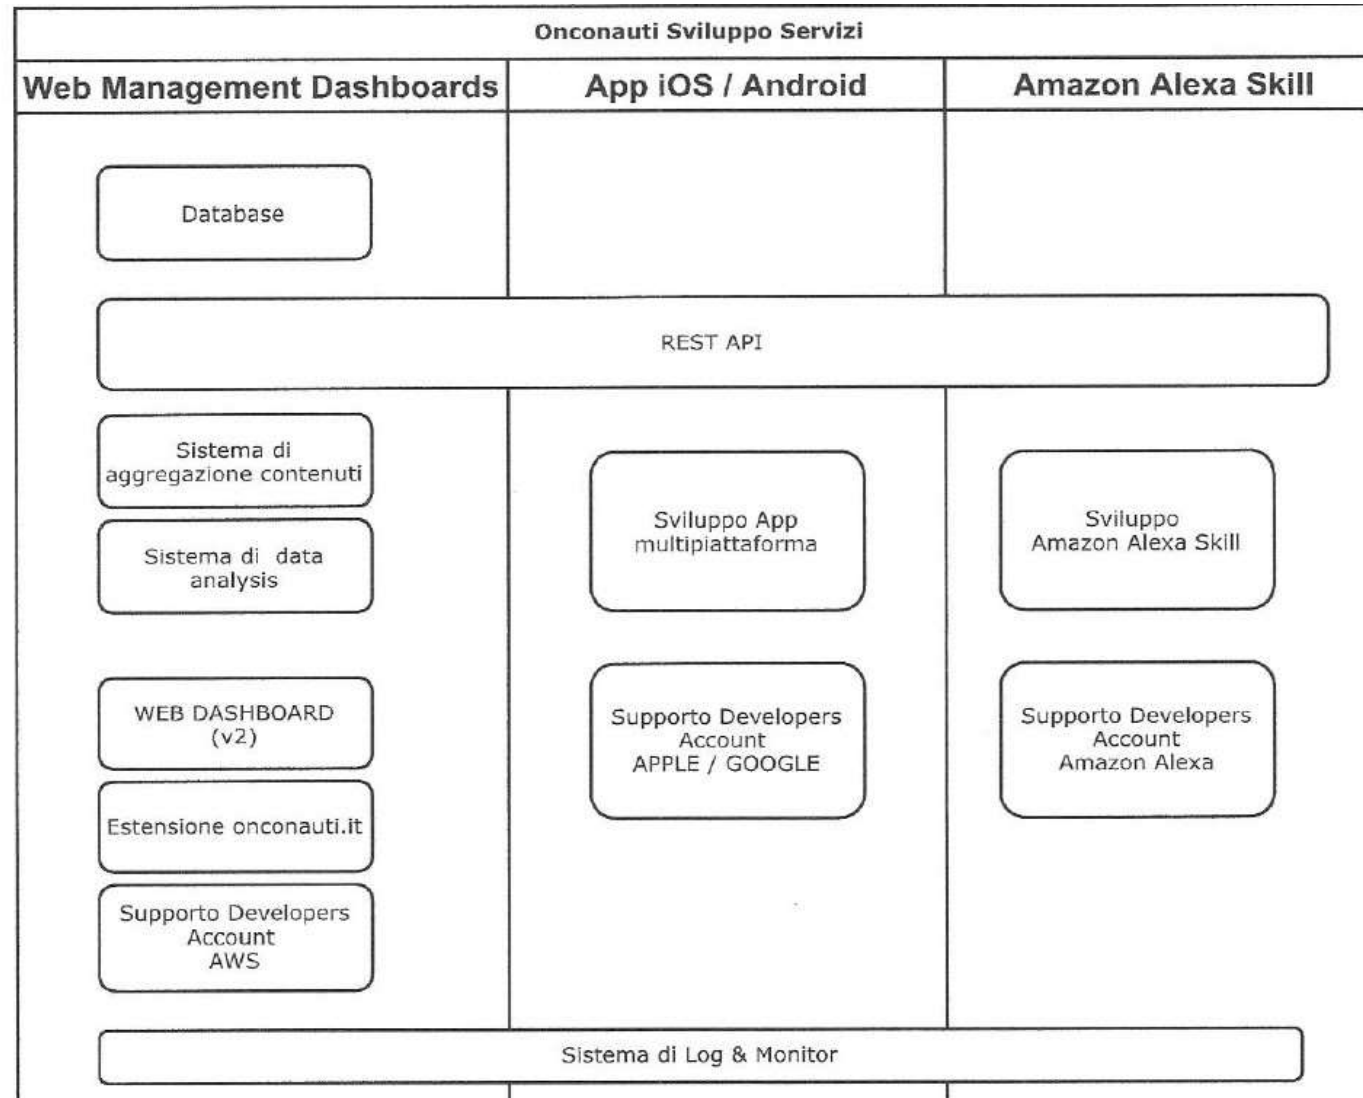 Onconauti Sviluppo Servizi
Web Management Dashboards
App iOS / Android
Amazon Alexa Skill
Database
REST API
Sistema di
aggregazione contenuti
Sistema di data
analysis
Sviluppo App
multipiattaforma
Sviluppo
Amazon Alexa Skill
WEB DASHBOARD
(v2)
Estensione onconauti.it
Supporto Developers
Account
AWS
Supporto Developers
Account
APPLE / GOOGLE
Supporto Developers
Account
Amazon Alexa
Sistema di Log & Monitor